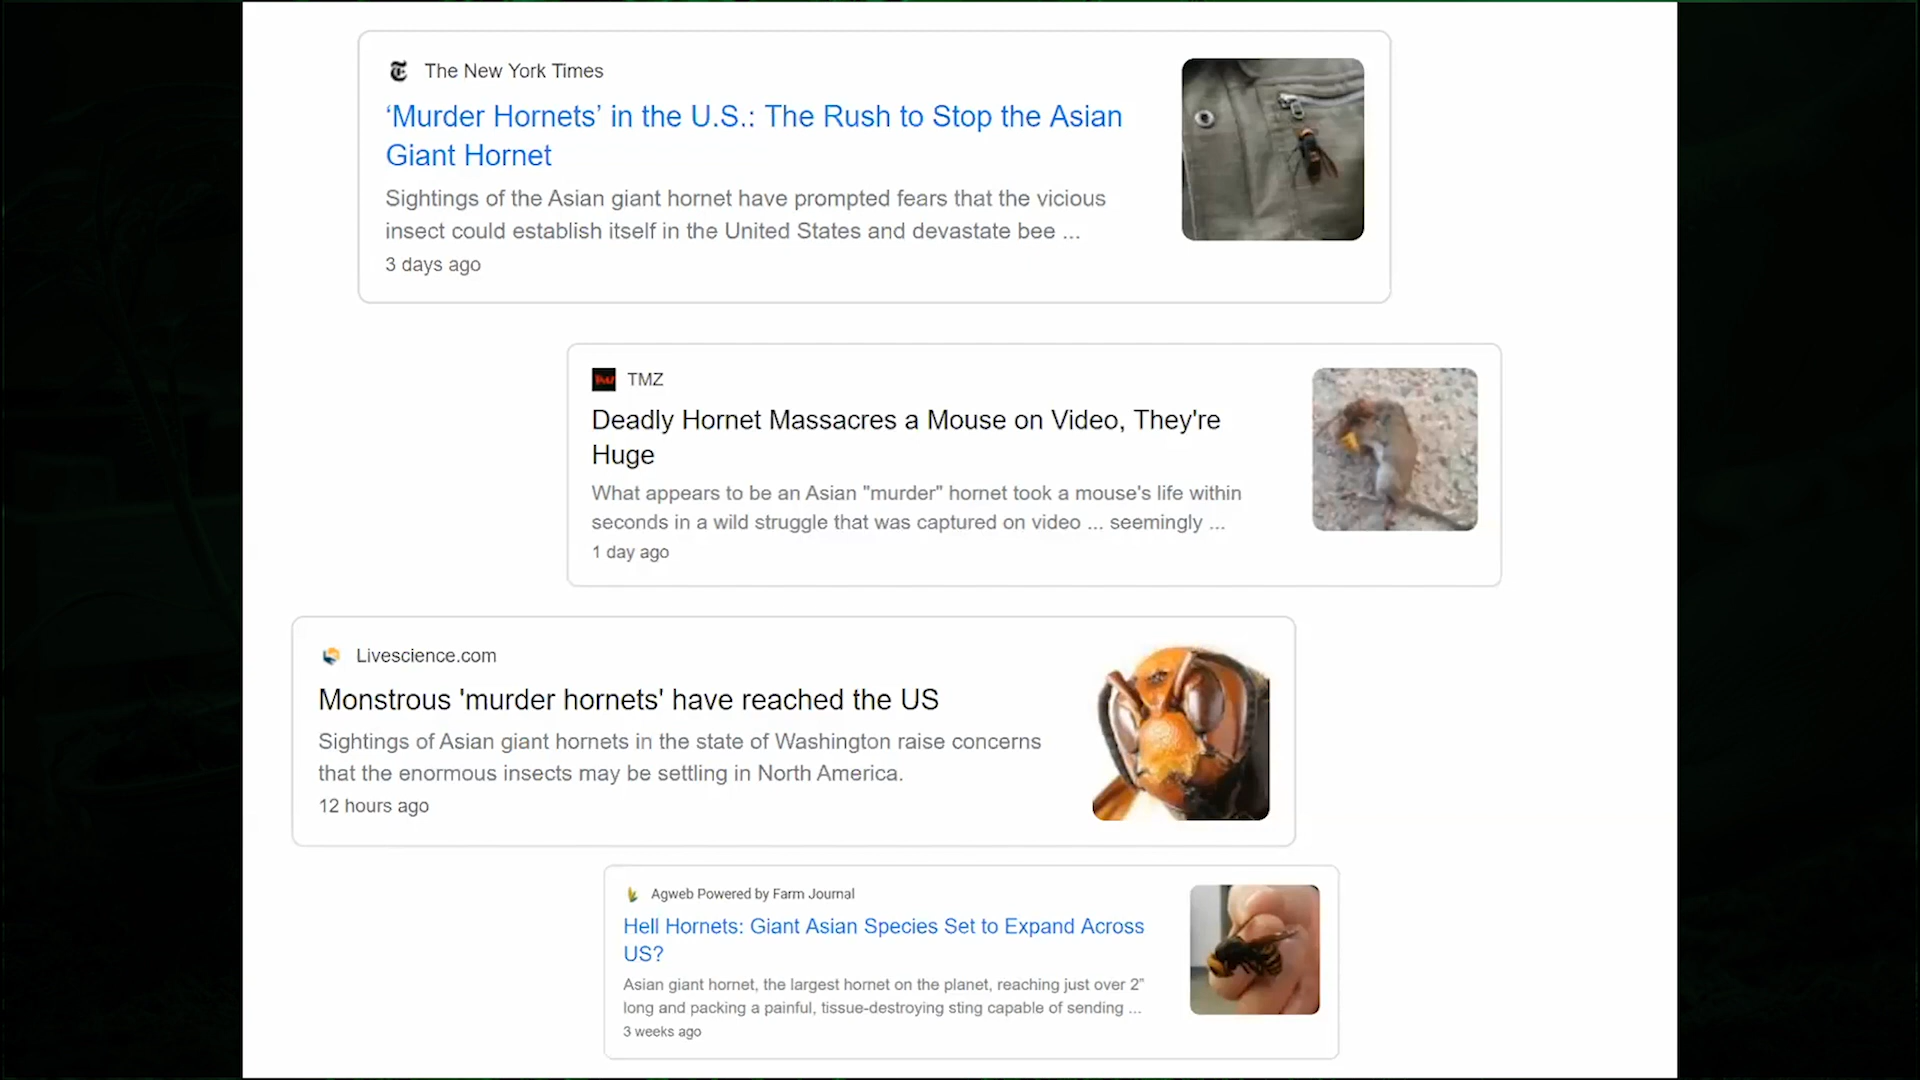 The New York Times
‘Murder Hornets’ in the U.S.: The Rush to Stop the Asian
Giant Hornet
Sightings of the Asian giant hornet have prompted fears that the vicious
insect could establish itself in the United States and devastate bee ...
3 days ago
TMZ
Deadly Hornet Massacres a Mouse on Video, They're
Huge
What appears to be an Asian "murder" hornet took a mouse's life within
seconds in a wild struggle that was captured on video ... seemingly ...
1 day ago
Livescience.com
Monstrous 'murder hornets' have reached the US
Sightings of Asian giant hornets in the state of Washington raise concerns
that the enormous insects may be settling in North America.
12 hours ago
Agweb Powered by Farm Journal
Hell Hornets: Giant Asian Species Set to Expand Across
US?
Asian giant hornet, the largest hornet on the planet, reaching just over 2”
long and packing a painful, tissue-destroying sting capable of sending ...
3 weeks ago